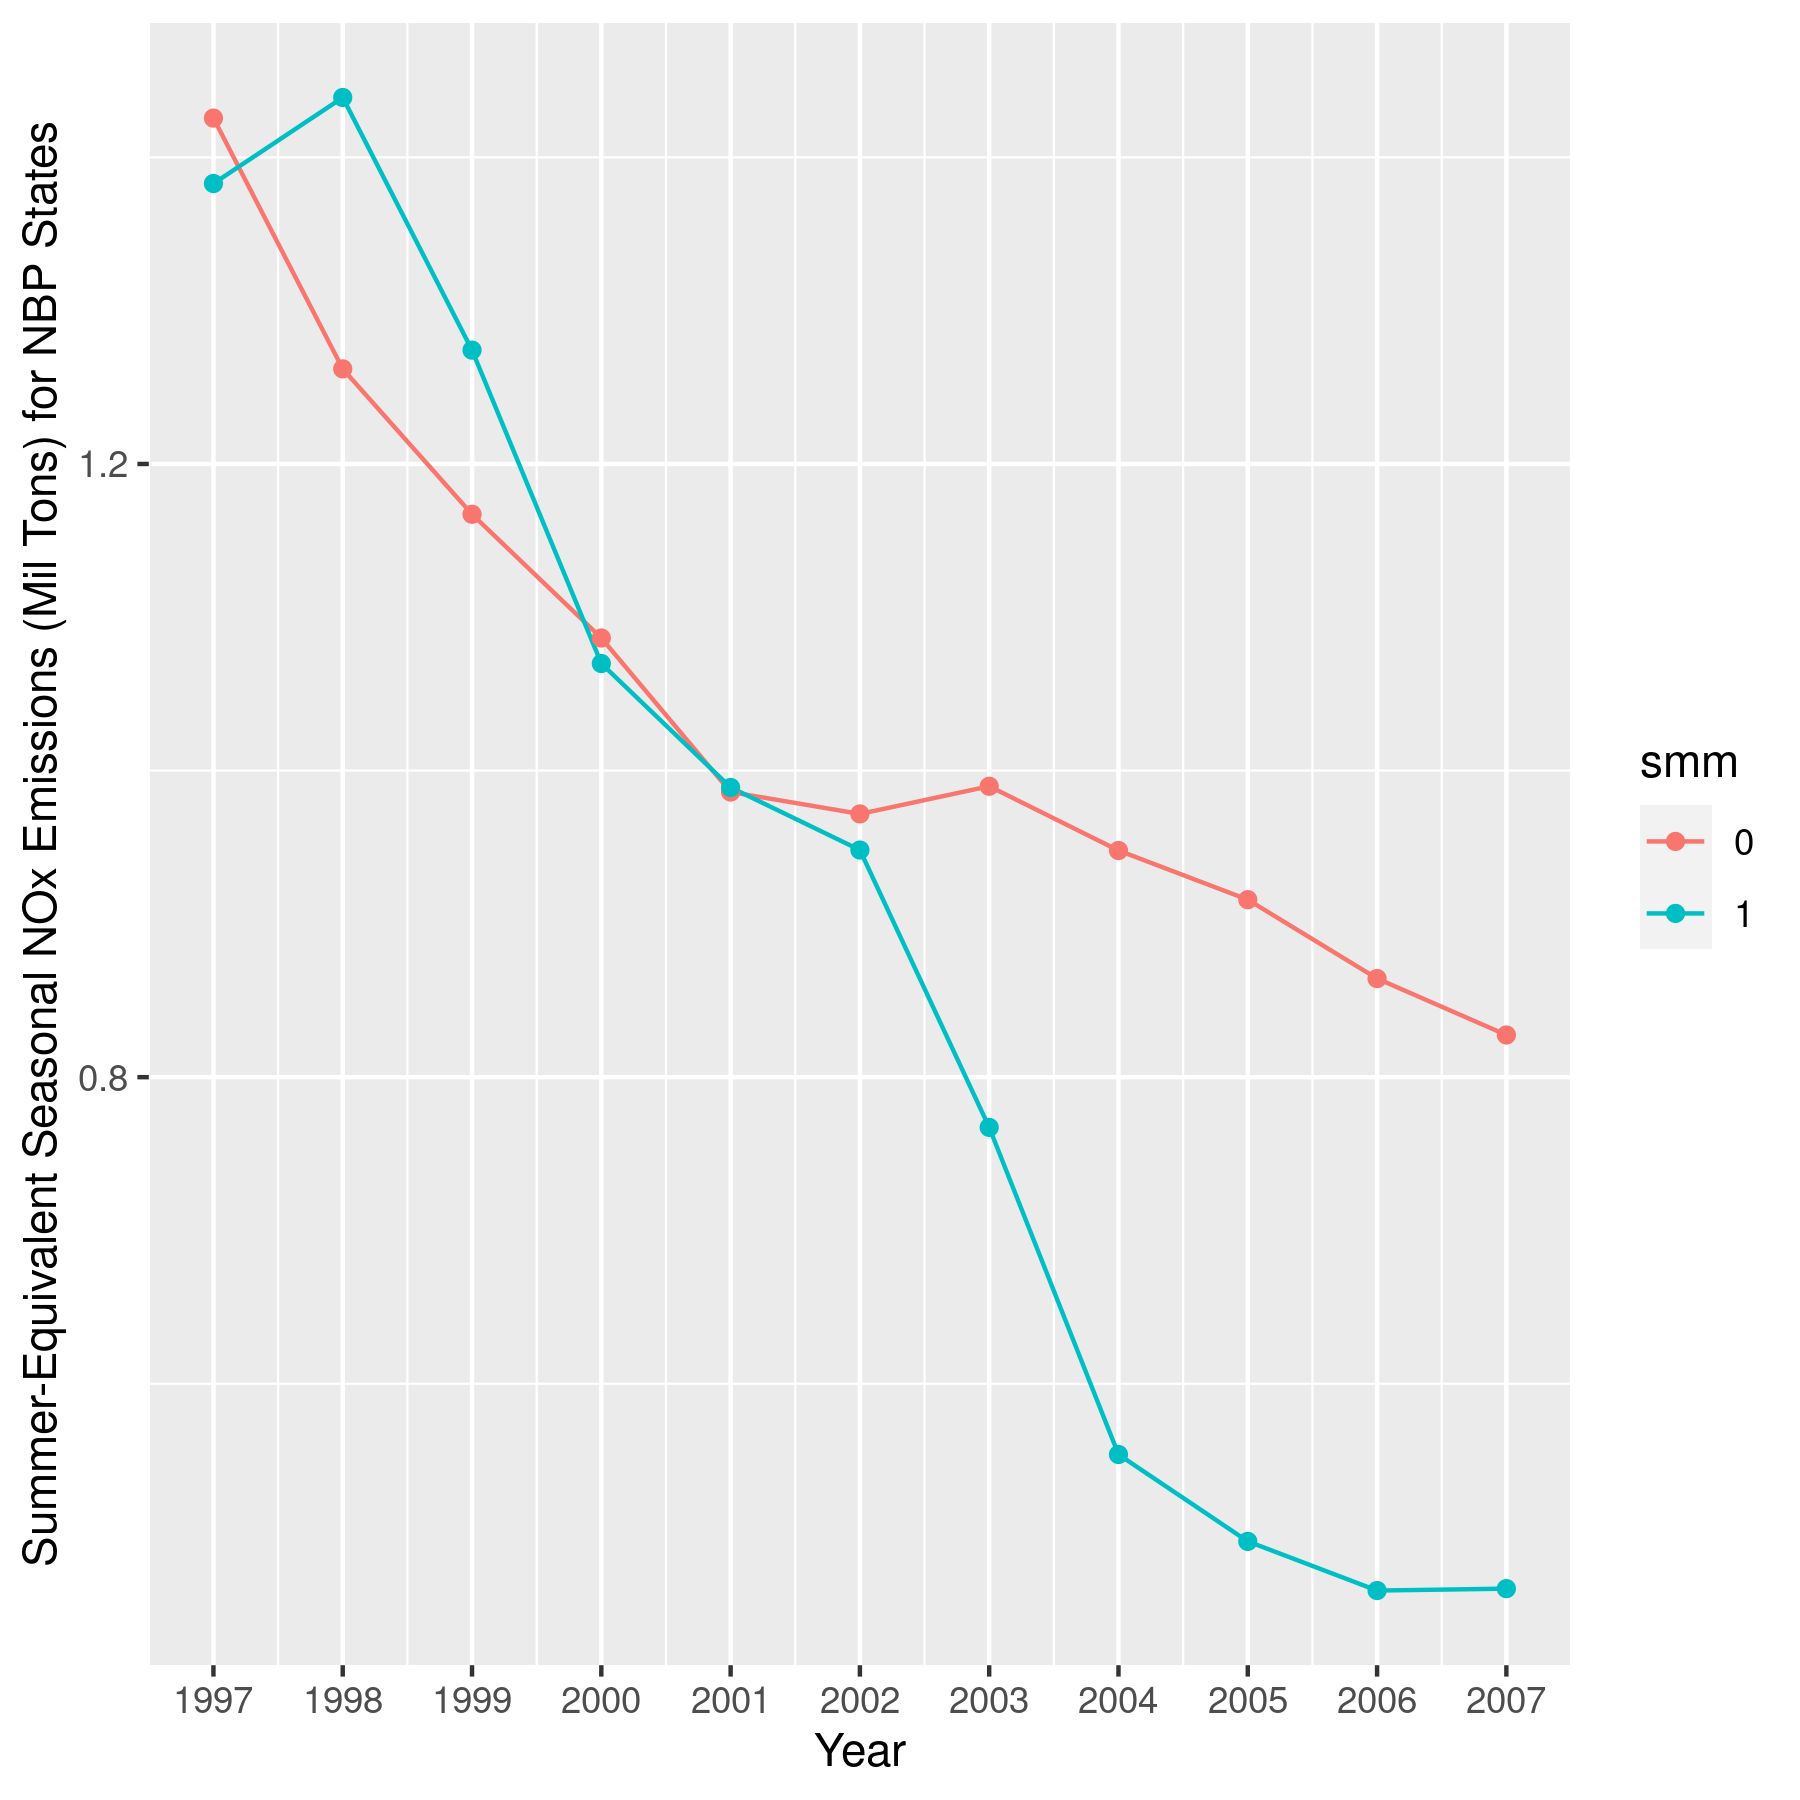 Summer-Equivalent Seasonal NOx Emissions (Mil Tons) for NBP States
1.2
0.8
1997 1998 1999 2000 2001 2002 2003 2004 2005 2006 2007
Year
smm
0
1